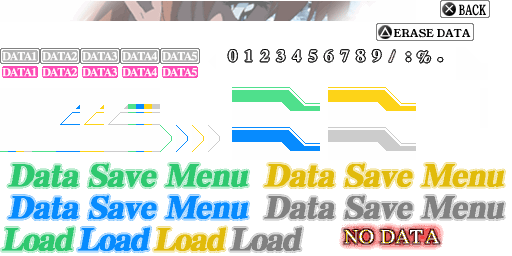 BACK
ERASE DATA
DATA1 DATA2 DATA3 DATA4 DATA5
0 1 2 3 4 5 6 7 8 9 / : % .
DATA1 DATA2 DATA3 DATA4 DATA5
Data Save Menu Data Save Menu
Data Save Menu Data Save Menu
Load Load Load Load NO DATA